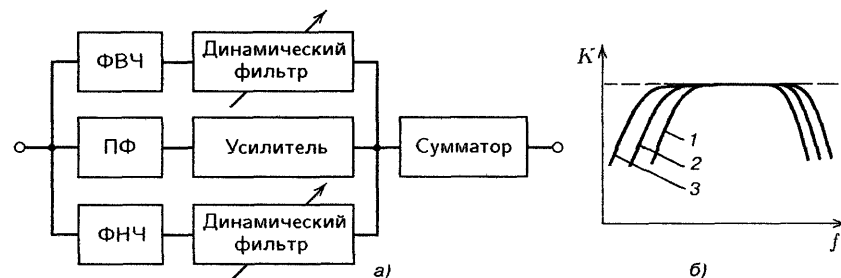 ФВЧ
Динамический
фильтр
ПФ
Усилитель
Сумматор
ФНЧ
Динамический
фильтр
а)
K
1
2
3
f
б)